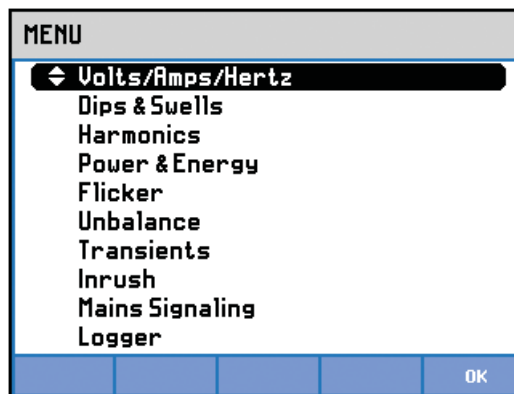 MENU
Volts/Amps/Hertz
Dips & Swells
Harmonics
Power & Energy
Flicker
Unbalance
Transients
Inrush
Mains Signaling
Logger
OK